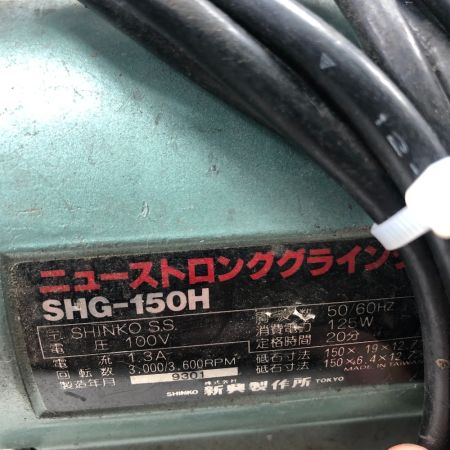 ニューストロンググライン
SHG-150H
SHINKO S.S.
電 圧 100V
電 流 1.3A
回転数 3,000/3,600RPM
製造年月 9301
50/60HZ
消費電力 125W
定格時間 20分
砥石寸法 150× 19×12.7
砥石寸法 150×6.4×12.7
MADE IN TAIWAN
SHINKO 株式会社 新興製作所 TOKYO
12